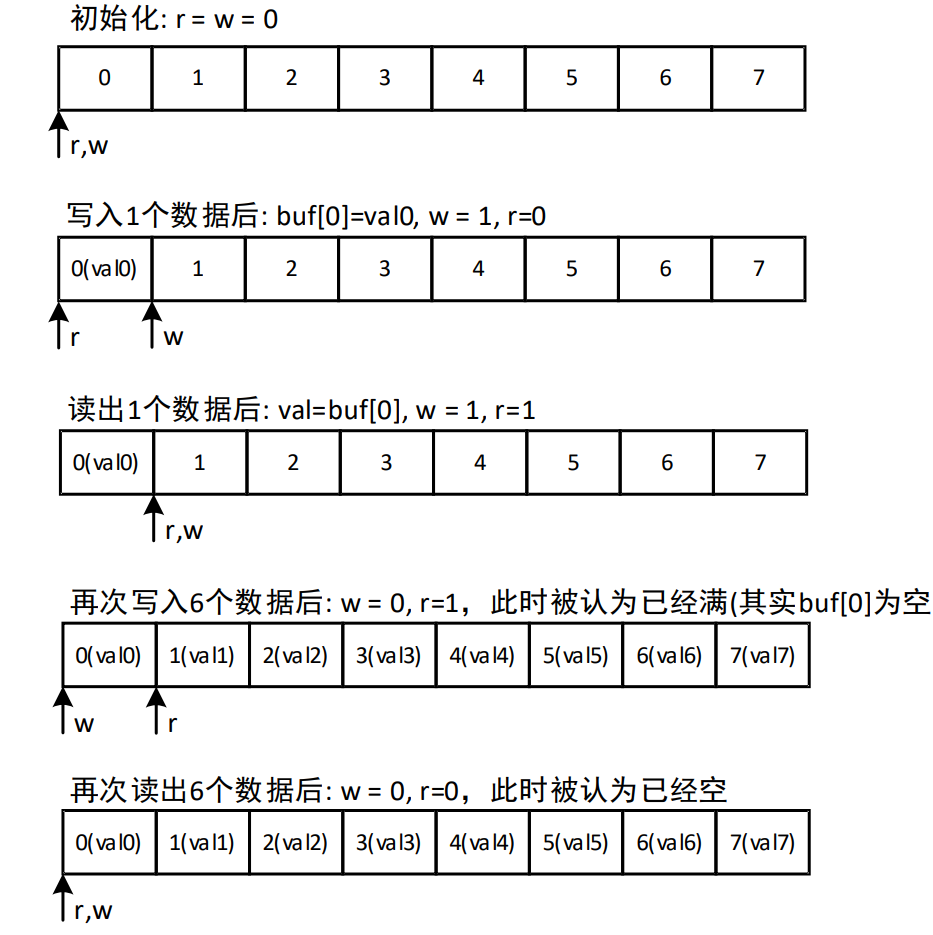 初始化: r = w = 0
0 1 2 3 4 5 6 7
r,w
写入1个数据后: buf[0]=val0, w = 1, r=0
0(val0) 1 2 3 4 5 6 7
r w
读出1个数据后: val=buf[0], w = 1, r=1
0(val0) 1 2 3 4 5 6 7
r,w
再次写入6个数据后: w = 0, r=1，此时被认为已经满(其实buf[0]为空
0(val0) 1(val1) 2(val2) 3(val3) 4(val4) 5(val5) 6(val6) 7(val7)
w r
再次读出6个数据后: w = 0, r=0，此时被认为已经空
0(val0) 1(val1) 2(val2) 3(val3) 4(val4) 5(val5) 6(val6) 7(val7)
r,w